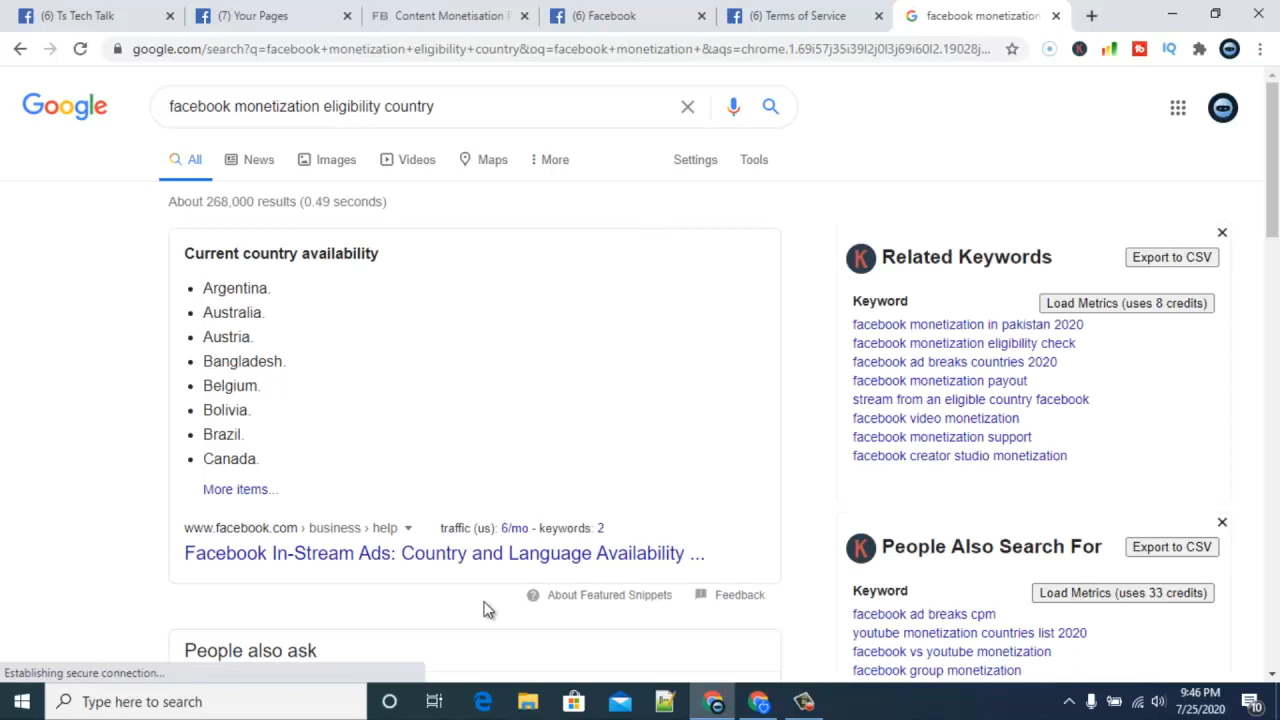 (6) Ts Tech Talk
(7) Your Pages
FB Content Monetisation P
(6) Facebook
(6) Terms of Service
facebook monetization
google.com/search?q=facebook+monetization+eligibility+country&oq=facebook+monetization+&aqs=chrome.1.69i57j35i39l2j0l3j69i60l2.19028j...
IQ
Google
facebook monetization eligibility country
All
News
Images
Videos
Maps
More
Settings
Tools
About 268,000 results (0.49 seconds)
Current country availability
Argentina.
Australia.
Austria.
Bangladesh.
Belgium.
Bolivia.
Brazil.
Canada.
More items...
www.facebook.com › business › help
traffic (us): 6/mo - keywords: 2
Facebook In-Stream Ads: Country and Language Availability ...
About Featured Snippets
Feedback
People also ask
K Related Keywords
Export to CSV
Keyword
Load Metrics (uses 8 credits)
facebook monetization in pakistan 2020
facebook monetization eligibility check
facebook ad breaks countries 2020
facebook monetization payout
stream from an eligible country facebook
facebook video monetization
facebook monetization support
facebook creator studio monetization
K People Also Search For
Export to CSV
Keyword
Load Metrics (uses 33 credits)
facebook ad breaks cpm
youtube monetization countries list 2020
facebook vs youtube monetization
facebook group monetization
Establishing secure connection...
Type here to search
9:46 PM
7/25/2020
10